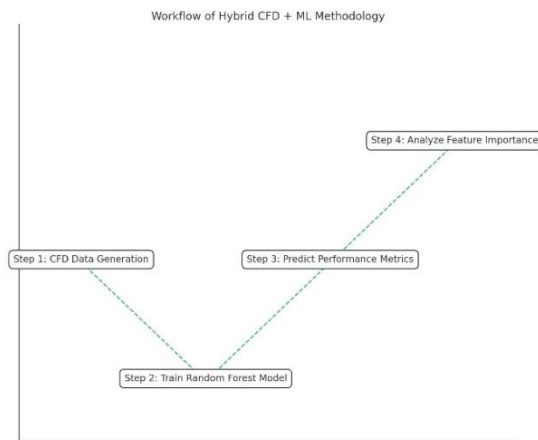 Workflow of Hybrid CFD + ML Methodology
Step 4: Analyze Feature Importance
Step 1: CFD Data Generation
Step 3: Predict Performance Metrics
Step 2: Train Random Forest Model